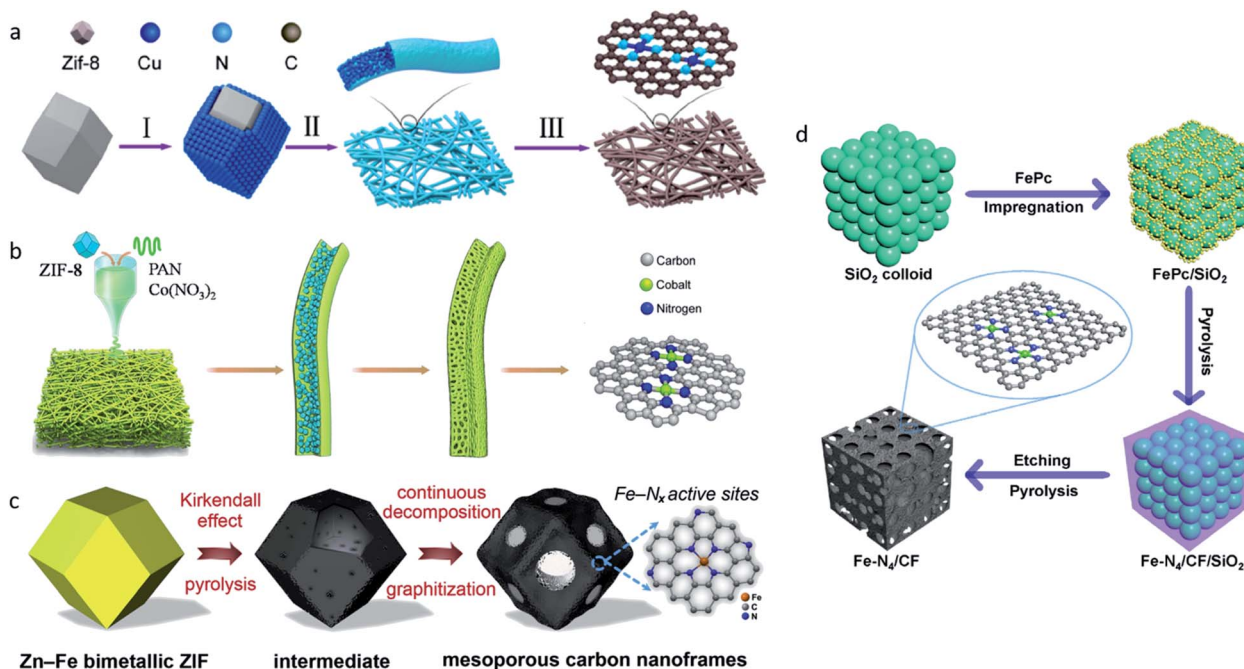 a
Zif-8
Cu
N
C
I
II
III
b
ZIF-8
PAN
Co(NO₃)₂
Carbon
Cobalt
Nitrogen
c
Kirkendall
effect
pyrolysis
continuous
decomposition
graphitization
Fe–Nₓ active sites
Fe
C
N
Zn–Fe bimetallic ZIF
intermediate
mesoporous carbon nanoframes
d
SiO₂ colloid
FePc
Impregnation
FePc/SiO₂
Pyrolysis
Fe-N₄/CF/SiO₂
Etching
Pyrolysis
Fe-N₄/CF